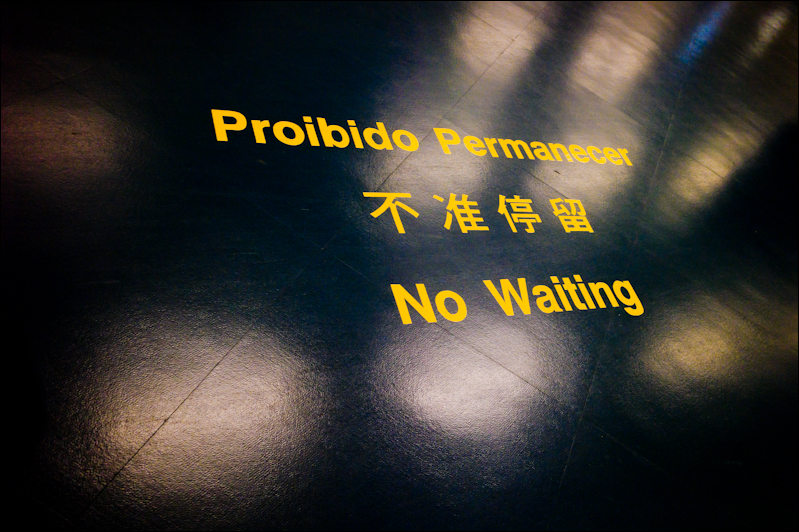 Proibido Permanecer
不准停留
No Waiting